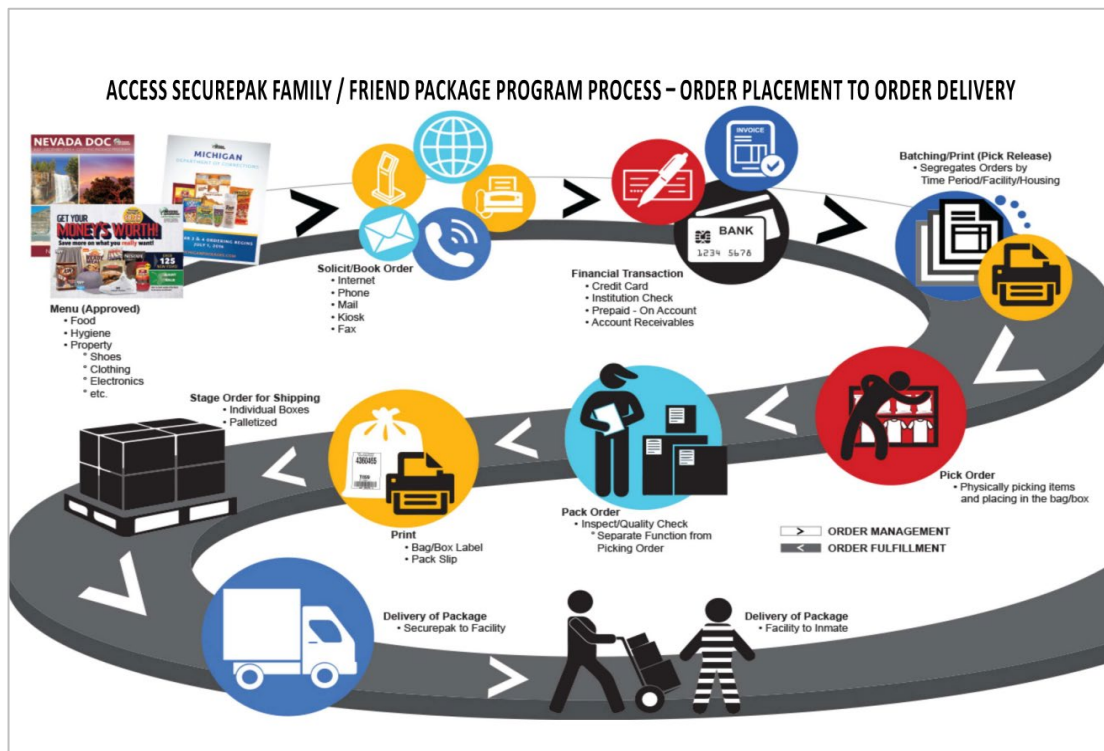 ACCESS SECUREPAK FAMILY / FRIEND PACKAGE PROGRAM PROCESS – ORDER PLACEMENT TO ORDER DELIVERY
NEVADA DOC
MICHIGAN
DEPARTMENT OF CORRECTIONS
GET YOUR
MONEY'S WORTH!
Save more on what you really want!
125
JULY 1, 2016
Menu (Approved)
• Food
• Hygiene
• Property
* Shoes
* Clothing
* Electronics
* etc.
Solicit/Book Order
• Internet
• Phone
• Mail
• Kiosk
• Fax
INVOICE
BANK
1234 5678
Financial Transaction
• Credit Card
• Institution Check
• Prepaid - On Account
• Account Receivables
Batching/Print (Pick Release)
• Segregates Orders by
Time Period/Facility/Housing
Pick Order
• Physically picking items
and placing in the bag/box
Pack Order
• Inspect/Quality Check
* Separate Function from
Picking Order
4360465
Print
• Bag/Box Label
• Pack Slip
Stage Order for Shipping
• Individual Boxes
• Palletized
> ORDER MANAGEMENT
< ORDER FULFILLMENT
Delivery of Package
• Securepak to Facility
Delivery of Package
• Facility to Inmate